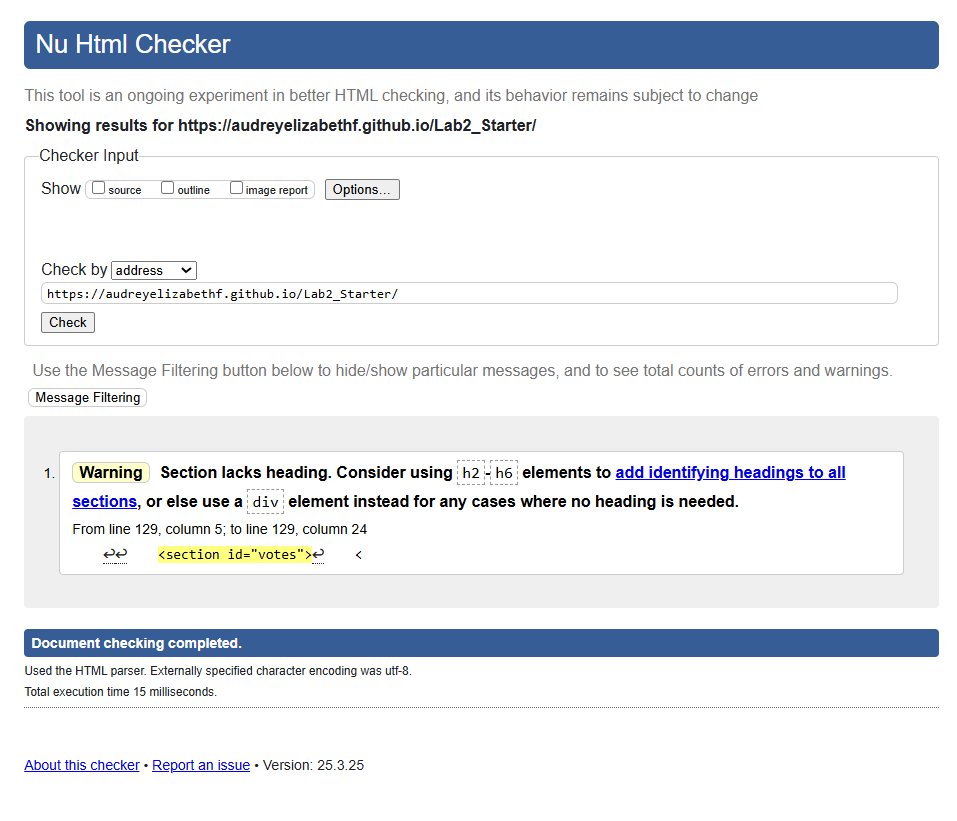 Nu Html Checker
This tool is an ongoing experiment in better HTML checking, and its behavior remains subject to change
Showing results for https://audreyelizabethf.github.io/Lab2_Starter/
Checker Input
Show source outline image report Options...
Check by address
https://audreyelizabethf.github.io/Lab2_Starter/
Check
Use the Message Filtering button below to hide/show particular messages, and to see total counts of errors and warnings.
Message Filtering
1. Warning Section lacks heading. Consider using h2-h6 elements to add identifying headings to all
sections, or else use a div element instead for any cases where no heading is needed.
From line 129, column 5; to line 129, column 24
↩↩ <section id="votes">↩ <
Document checking completed.
Used the HTML parser. Externally specified character encoding was utf-8.
Total execution time 15 milliseconds.
About this checker • Report an issue • Version: 25.3.25